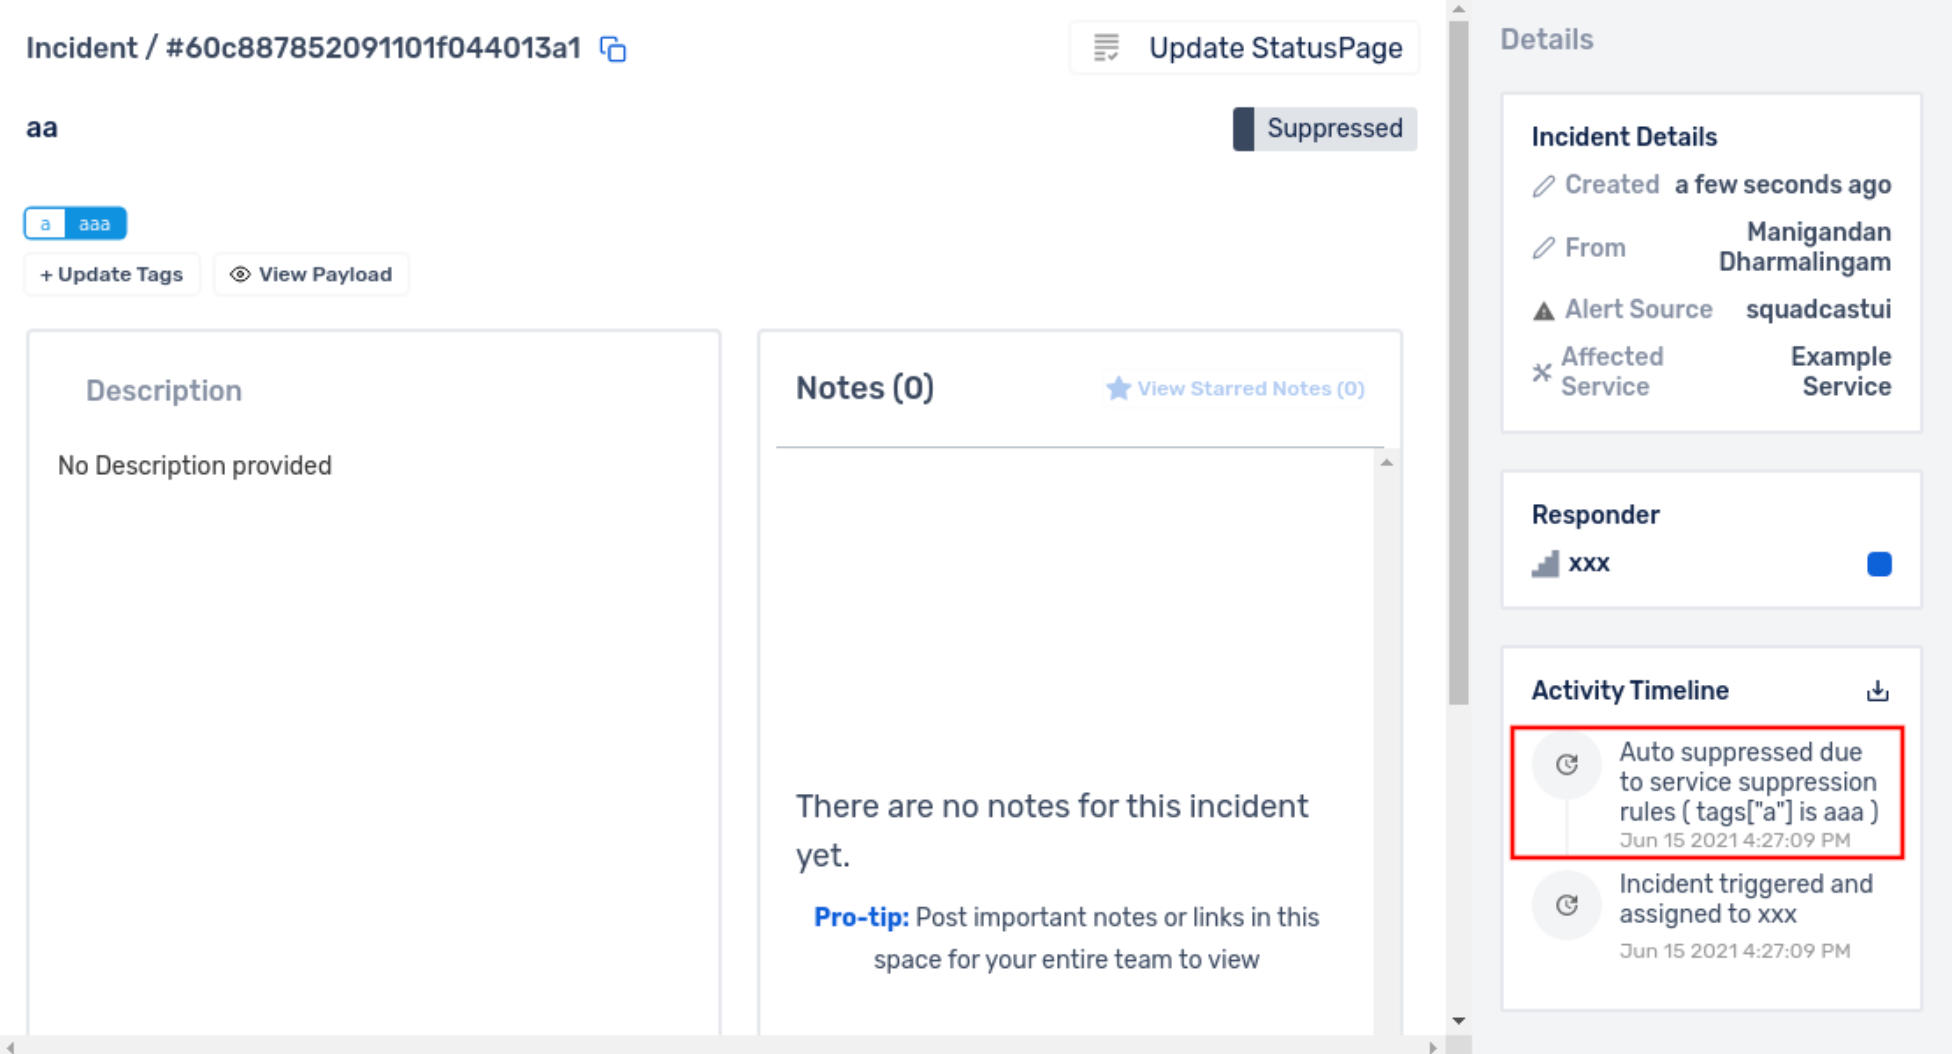 Incident / #60c887852091101f044013a1
Update StatusPage
aa
Suppressed
a aaa
+ Update Tags
View Payload
Description
No Description provided
Notes (0)
View Starred Notes (0)
There are no notes for this incident
yet.
Pro-tip: Post important notes or links in this
space for your entire team to view
Details
Incident Details
Created a few seconds ago
From Manigandan
Dharmalingam
Alert Source squadcastui
Affected Example
Service Service
Responder
xxx
Activity Timeline
Auto suppressed due
to service suppression
rules ( tags["a"] is aaa )
Jun 15 2021 4:27:09 PM
Incident triggered and
assigned to xxx
Jun 15 2021 4:27:09 PM